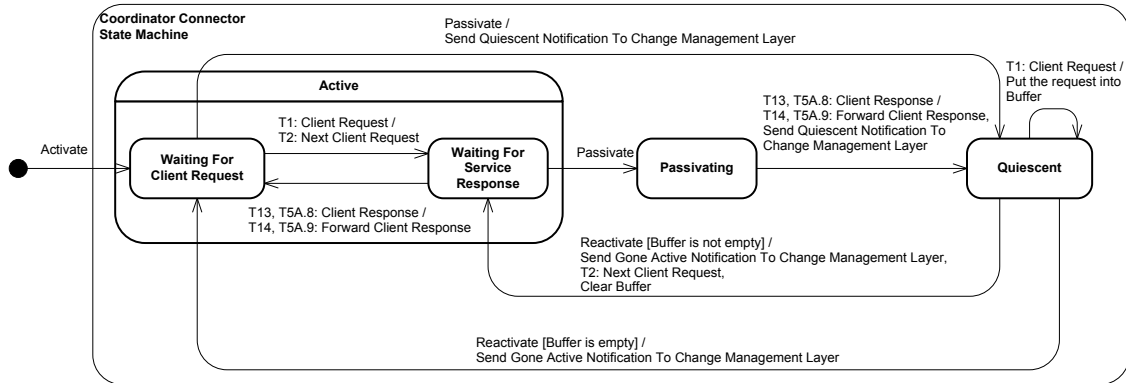 Coordinator Connector
State Machine
Passivate /
Send Quiescent Notification To Change Management Layer
Active
T1: Client Request /
Put the request into
Buffer
T13, T5A.8: Client Response /
T14, T5A.9: Forward Client Response,
Send Quiescent Notification To
Change Management Layer
T1: Client Request /
T2: Next Client Request
Activate
Waiting For
Client Request
Waiting For
Service
Response
Passivate
Passivating
Quiescent
T13, T5A.8: Client Response /
T14, T5A.9: Forward Client Response
Reactivate [Buffer is not empty] /
Send Gone Active Notification To Change Management Layer,
T2: Next Client Request,
Clear Buffer
Reactivate [Buffer is empty] /
Send Gone Active Notification To Change Management Layer